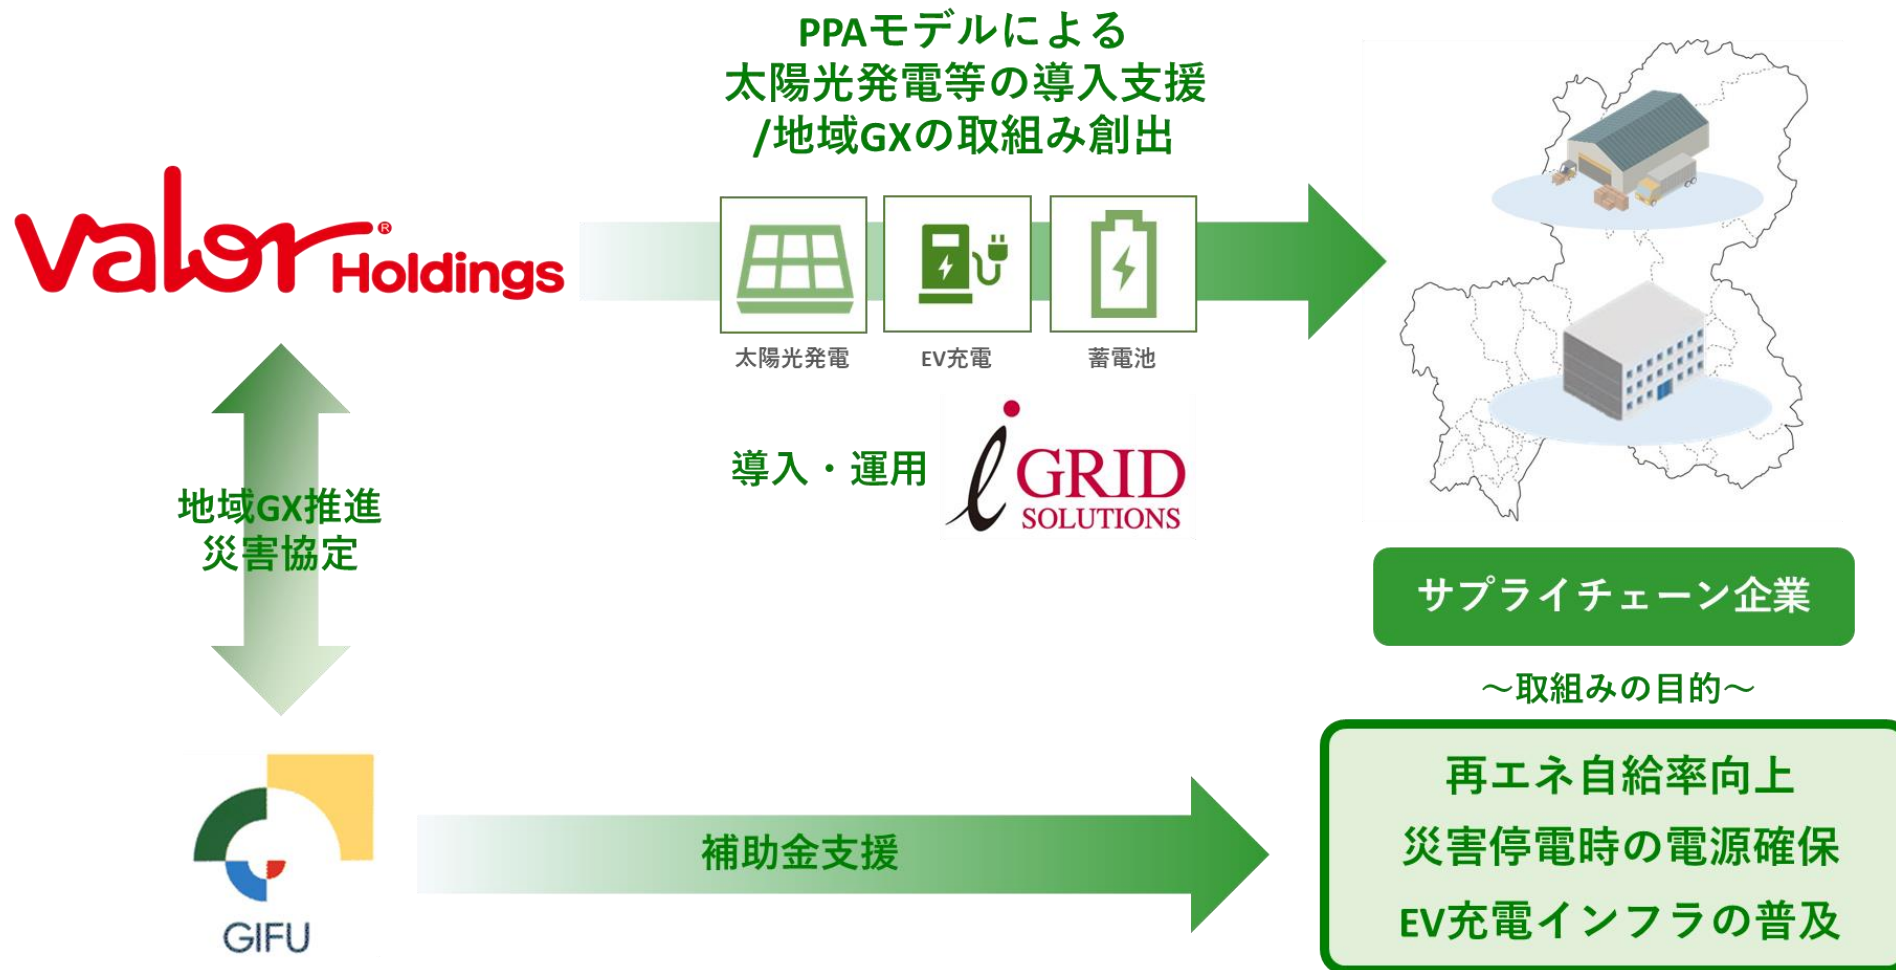 PPAモデルによる
太陽光発電等の導入支援
/地域GXの取組み創出
Valor® Holdings
太陽光発電
EV充電
蓄電池
導入・運用
i GRID
SOLUTIONS
地域GX推進
災害協定
サプライチェーン企業
～取組みの目的～
再エネ自給率向上
災害停電時の電源確保
EV充電インフラの普及
補助金支援
GIFU